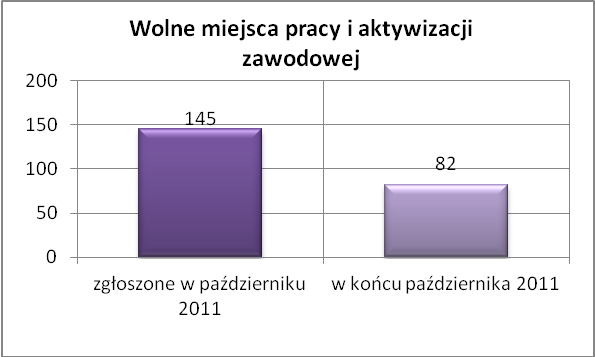 Wolne miejsca pracy i aktywizacji
zawodowej
200
150
100
50
0
145
82
zgłoszone w październiku
2011
w końcu października 2011